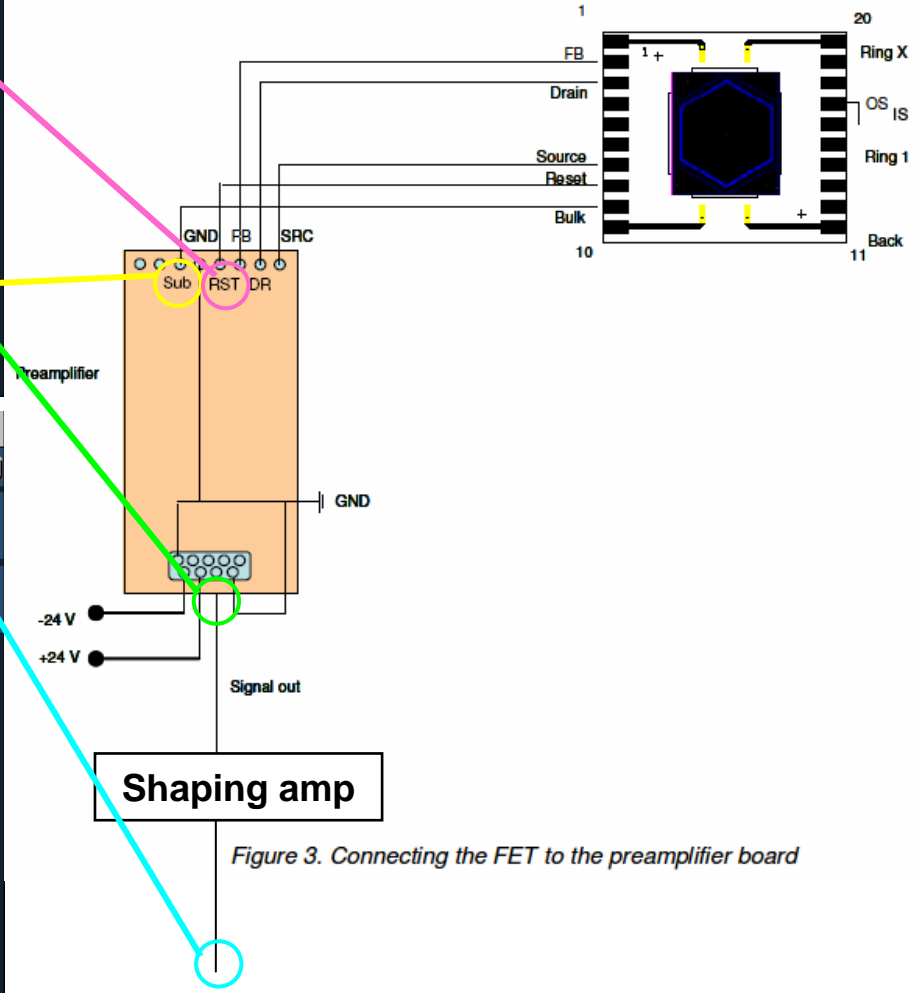 1
20
FB
1 +
Ring X
Drain
OS
IS
Source
Ring 1
Reset
Bulk
+
10
Back
11
GND FB SRC
Sub RST DR
Preamplifier
GND
-24 V
+24 V
Signal out
Shaping amp
Figure 3. Connecting the FET to the preamplifier board